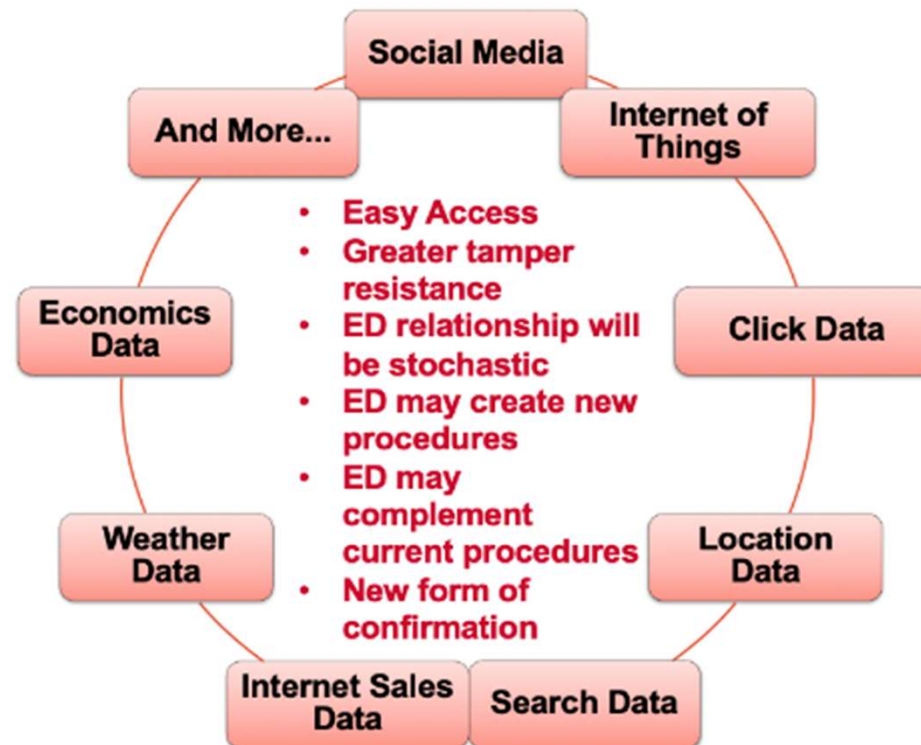 Social Media
Internet of
Things
Click Data
Location
Data
Search Data
Internet Sales
Data
Weather
Data
Economics
Data
And More...
• Easy Access
• Greater tamper
resistance
• ED relationship will
be stochastic
• ED may create new
procedures
• ED may
complement
current procedures
• New form of
confirmation